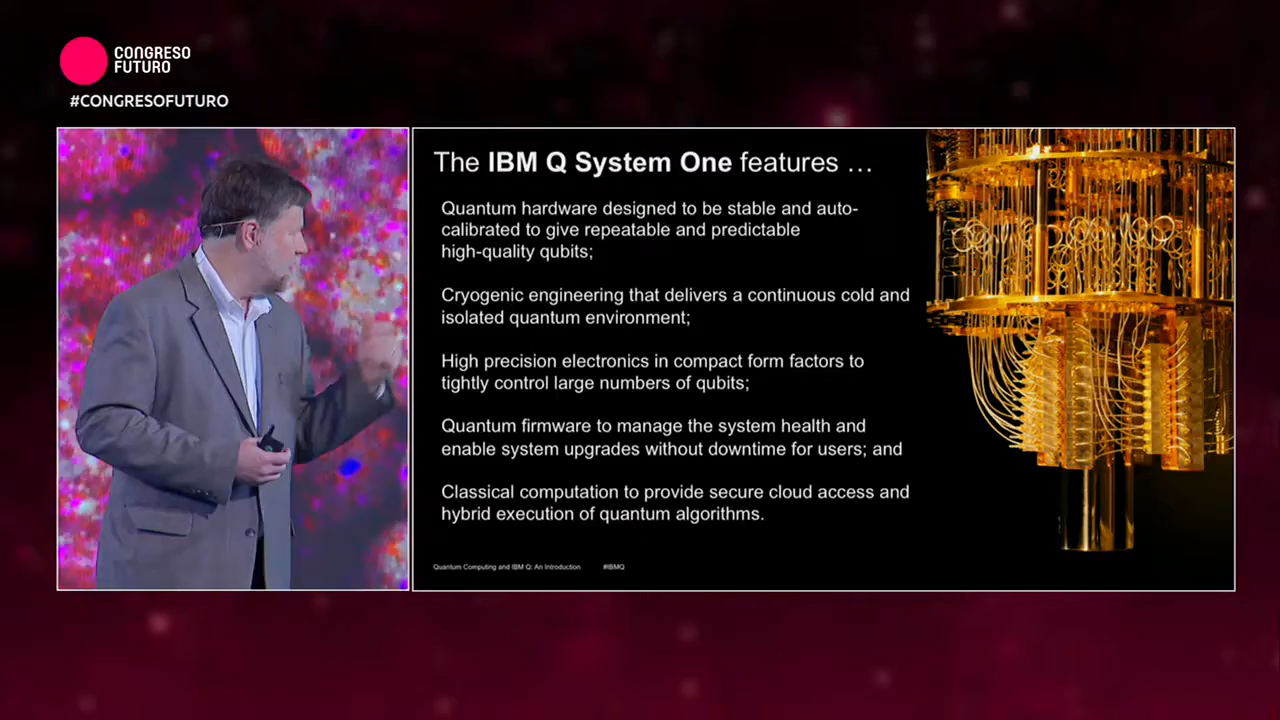 CONGRESO
FUTURO
#CONGRESOFUTURO
The IBM Q System One features …
Quantum hardware designed to be stable and auto-
calibrated to give repeatable and predictable
high-quality qubits;
Cryogenic engineering that delivers a continuous cold and
isolated quantum environment;
High precision electronics in compact form factors to
tightly control large numbers of qubits;
Quantum firmware to manage the system health and
enable system upgrades without downtime for users; and
Classical computation to provide secure cloud access and
hybrid execution of quantum algorithms.
Quantum Computing and IBM Q: An Introduction #IBMQ